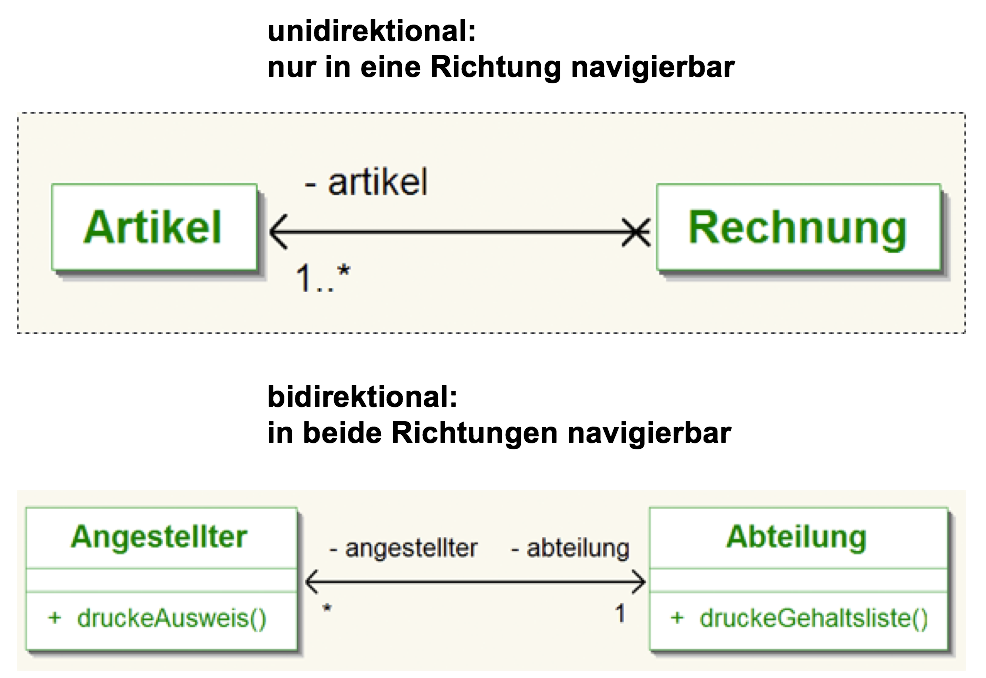 unidirektional:
nur in eine Richtung navigierbar
- artikel
Artikel
Rechnung
1..*
bidirektional:
in beide Richtungen navigierbar
Angestellter
Abteilung
- angestellter - abteilung
* 1
+ druckeAusweis()
+ druckeGehaltsliste()